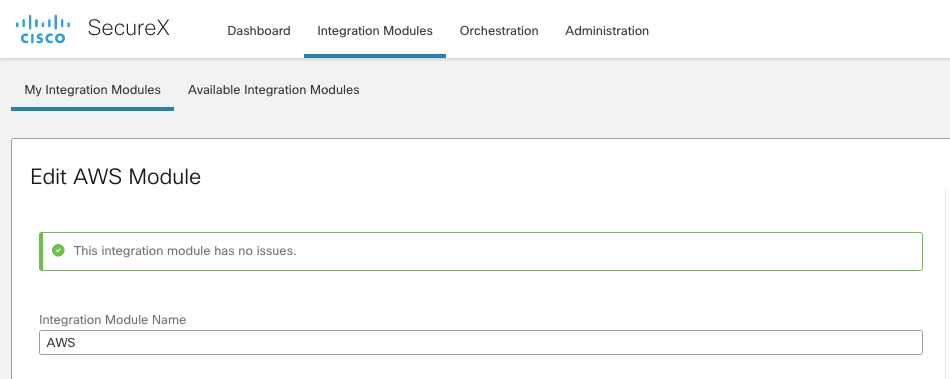 CISCO SecureX Dashboard Integration Modules Orchestration Administration
My Integration Modules Available Integration Modules
Edit AWS Module
This integration module has no issues.
Integration Module Name
AWS